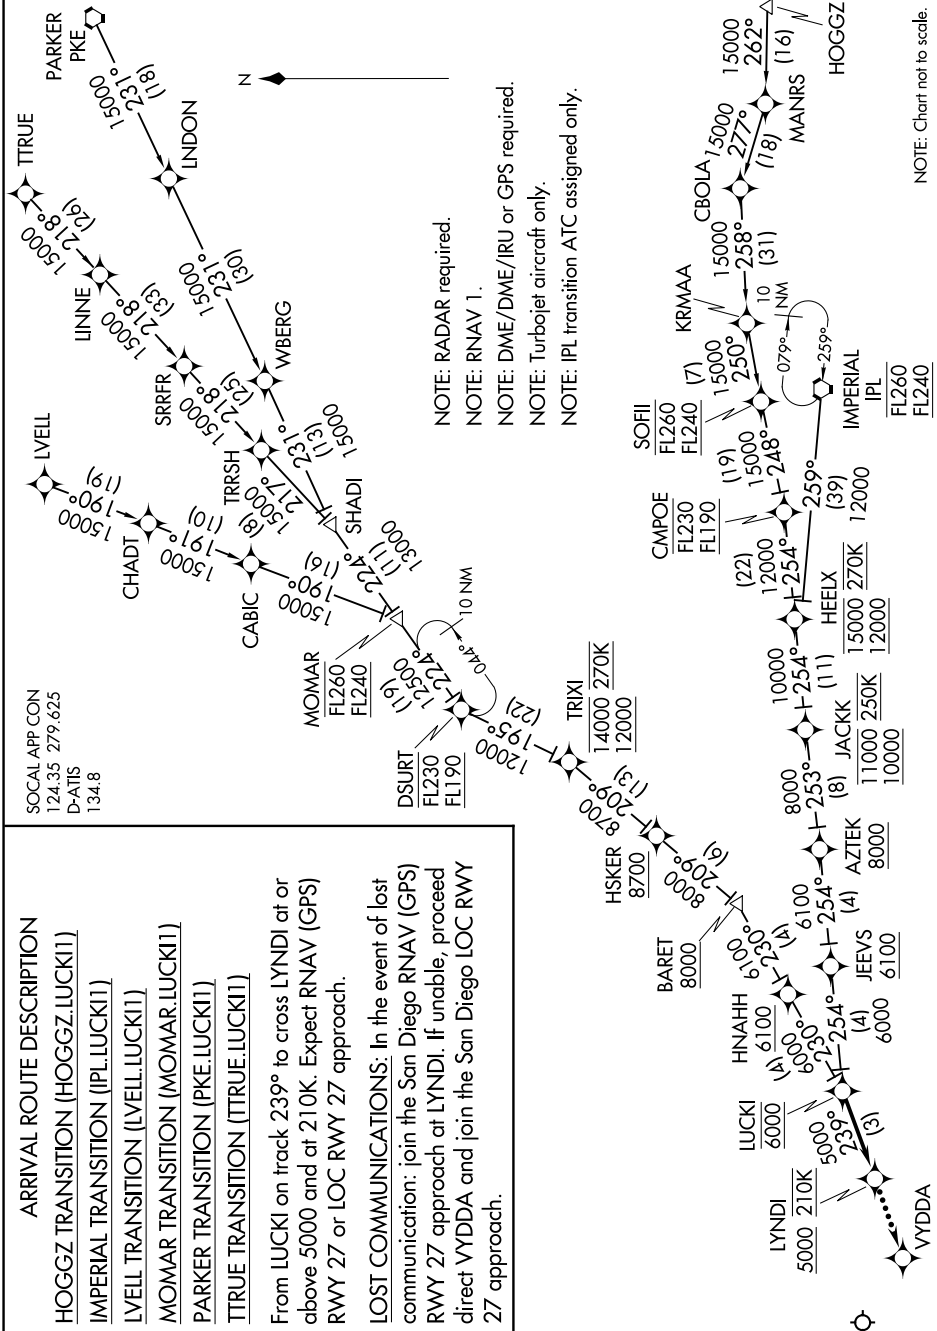 SOCAL APP CON
124.35 279.625
D-ATIS
134.8
ARRIVAL ROUTE DESCRIPTION
HOGGZ TRANSITION (HOGGZ.LUCKI1)
IMPERIAL TRANSITION (IPL.LUCKI1)
LVELL TRANSITION (LVELL.LUCKI1)
MOMAR TRANSITION (MOMAR.LUCKI1)
PARKER TRANSITION (PKE.LUCKI1)
TTRUE TRANSITION (TTRUE.LUCKI1)
From LUCKI on track 239° to cross LYNDI at or
above 5000 and at 210K. Expect RNAV (GPS)
RWY 27 or LOC RWY 27 approach.
LOST COMMUNICATIONS: In the event of lost
communication: join the San Diego RNAV (GPS)
RWY 27 approach at LYNDI. If unable, proceed
direct VYDDA and join the San Diego LOC RWY
27 approach.
LVELL
15000
190°
(19)
CHADT
15000
191°
(10)
CABIC
15000
190°
(16)
TTRUE
15000
218°
(26)
LINNE
15000
218°
(33)
SRRFR
15000
218°
(25)
TRRSH
15000
217°
(8)
PARKER
PKE
15000
231°
(18)
LNDON
15000
231°
(30)
WBERG
231°
(13)
15000
SHADI
224°
(11)
13000
MOMAR
FL260
FL240
(19)
12500
224°
044°
10 NM
DSURT
FL230
FL190
12000
195°
(22)
TRIXI
14000 270K
12000
8700
209°
(13)
HSKER
8700
8000
209°
(6)
BARET
8000
6100
230°
(4)
HNAHH
6100
6000
230°
(4)
LUCKI
6000
5000
239°
(3)
LYNDI
5000 210K
VYDDA
N
NOTE: RADAR required.
NOTE: RNAV 1.
NOTE: DME/DME/IRU or GPS required.
NOTE: Turbojet aircraft only.
NOTE: IPL transition ATC assigned only.
HOGGZ
15000
262°
(16)
MANRS
15000
277°
(18)
CBOLA
15000
258°
(31)
KRMAA
(7)
15000
250°
SOFII
FL260
FL240
(19)
15000
248°
CMPOE
FL230
FL190
(22)
12000
254°
10
NM
079°
259°
IMPERIAL
IPL
FL260
FL240
259°
(39)
12000
HEELX
15000 270K
12000
10000
254°
(11)
JACKK
11000 250K
10000
8000
253°
(8)
AZTEK
8000
6100
254°
(4)
JEEVS
6100
254°
(4)
6000
NOTE: Chart not to scale.